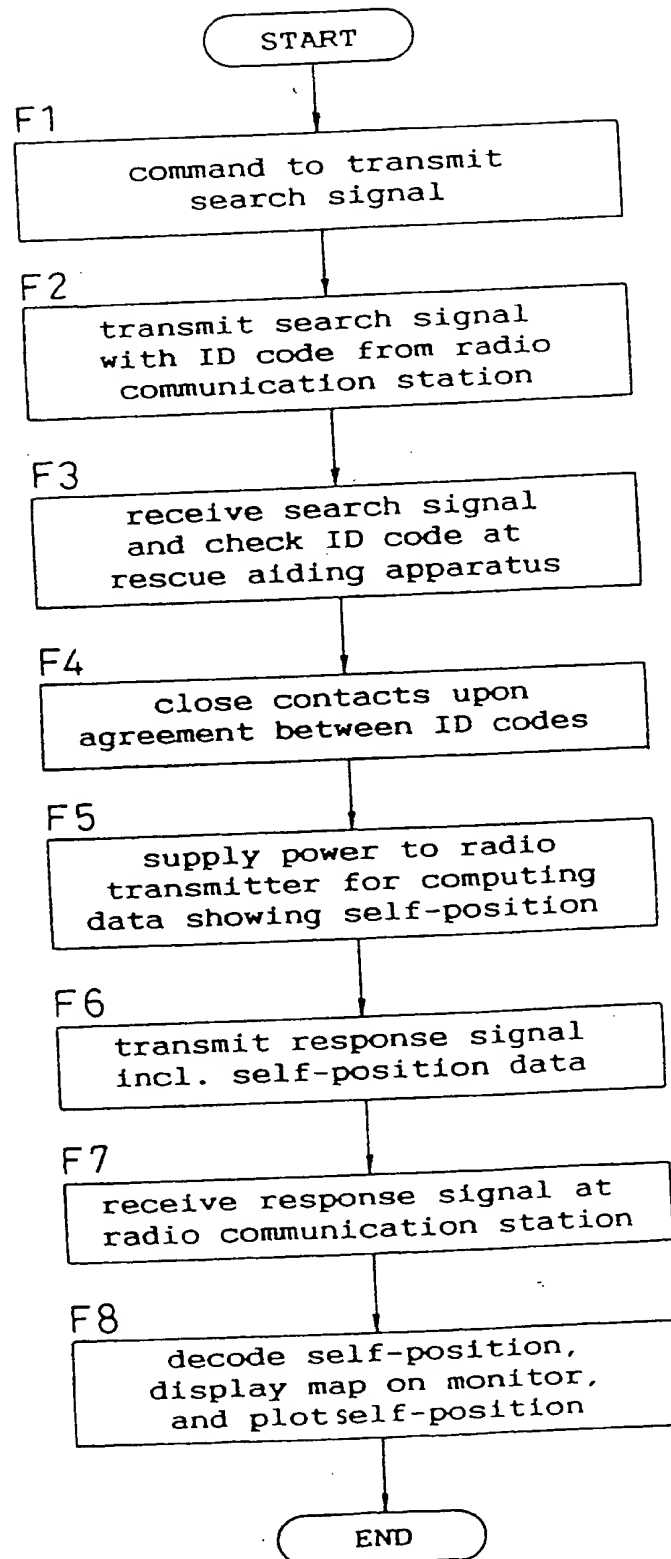 START
F1
command to transmit
search signal
F2
transmit search signal
with ID code from radio
communication station
F3
receive search signal
and check ID code at
rescue aiding apparatus
F4
close contacts upon
agreement between ID codes
F5
supply power to radio
transmitter for computing
data showing self-position
F6
transmit response signal
incl. self-position data
F7
receive response signal at
radio communication station
F8
decode self-position,
display map on monitor,
and plot self-position
END